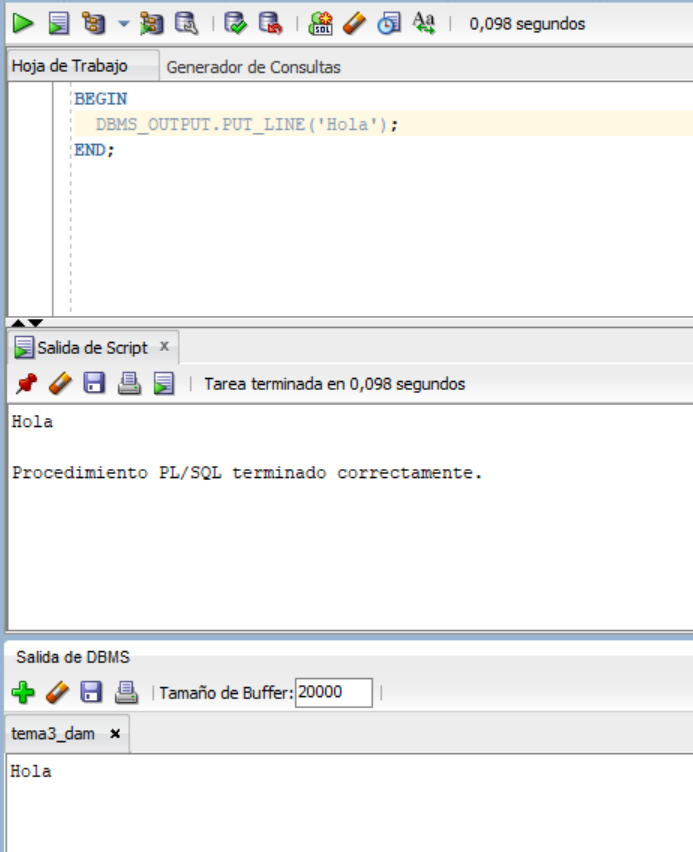 0,098 segundos
Hoja de Trabajo Generador de Consultas
BEGIN
DBMS_OUTPUT.PUT_LINE('Hola');
END;
Salida de Script x
Tarea terminada en 0,098 segundos
Hola
Procedimiento PL/SQL terminado correctamente.
Salida de DBMS
Tamaño de Buffer: 20000
tema3_dam x
Hola